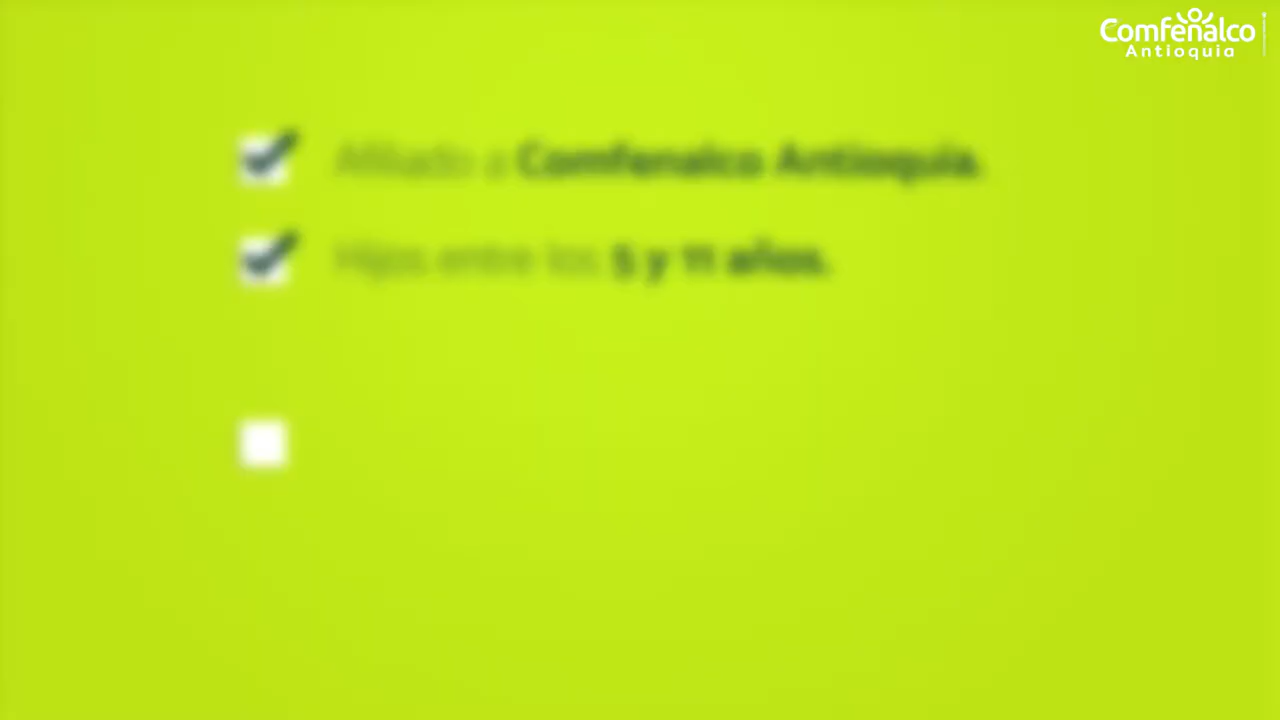 Comfenalco
Antioquia
Afiliado a Comfenalco Antioquia.
Hijos entre los 5 y 11 años.